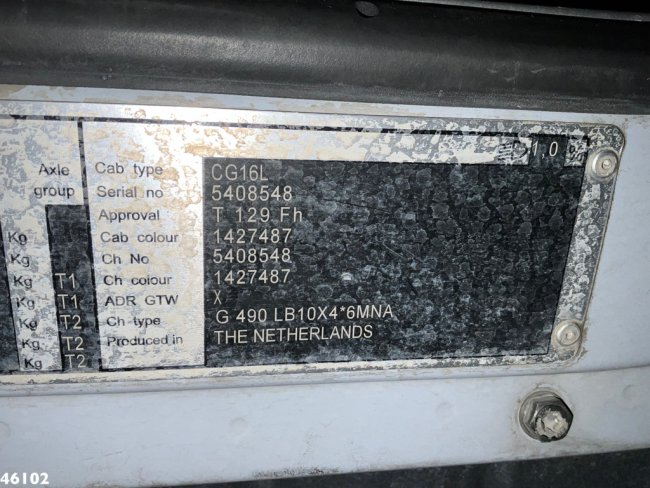 1.0
Axle Cab type CG16L
group Serial no 5408548
Approval T 129 Fh
Kg Cab colour 1427487
Kg Ch No 5408548
Kg T1 Ch colour 1427487
Kg T1 ADR GTW X
Kg T2 Ch type G 490 LB10X4*6MNA
Kg T2 Produced in THE NETHERLANDS
Kg T2
46102